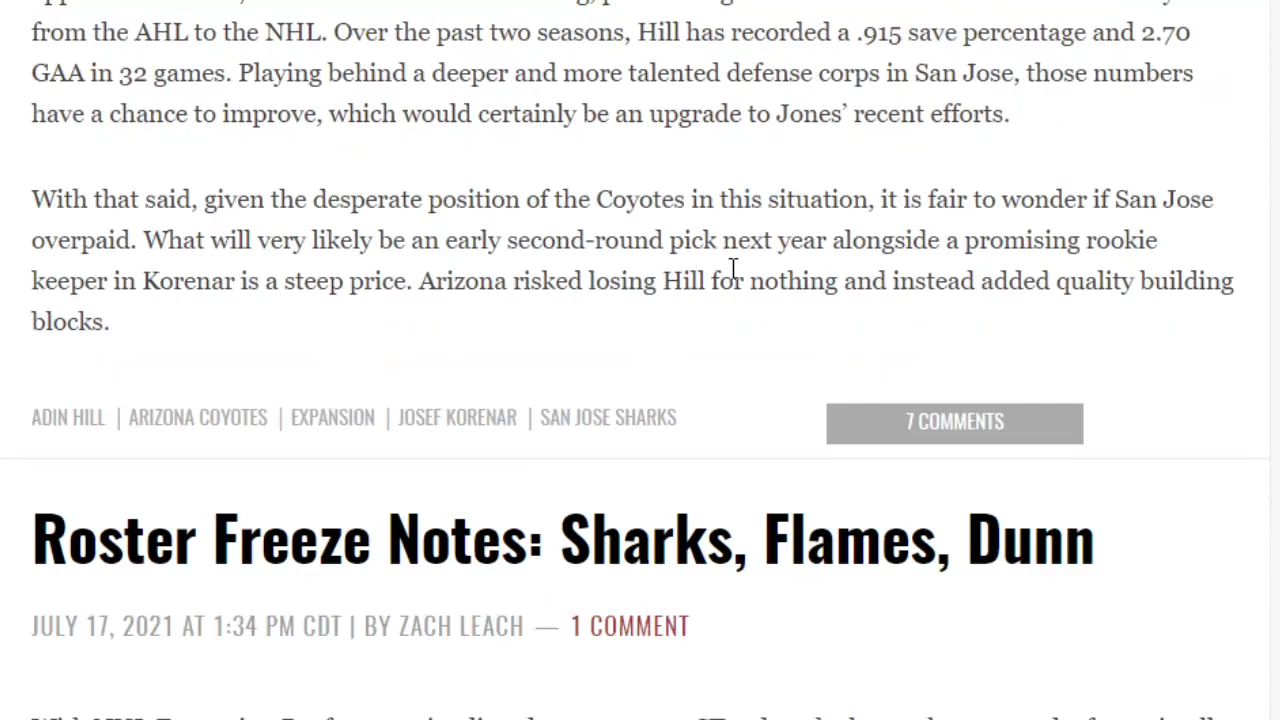 from the AHL to the NHL. Over the past two seasons, Hill has recorded a .915 save percentage and 2.70
GAA in 32 games. Playing behind a deeper and more talented defense corps in San Jose, those numbers
have a chance to improve, which would certainly be an upgrade to Jones’ recent efforts.
With that said, given the desperate position of the Coyotes in this situation, it is fair to wonder if San Jose
overpaid. What will very likely be an early second-round pick next year alongside a promising rookie
keeper in Korenar is a steep price. Arizona risked losing Hill for nothing and instead added quality building
blocks.
ADIN HILL | ARIZONA COYOTES | EXPANSION | JOSEF KORENAR | SAN JOSE SHARKS
7 COMMENTS
Roster Freeze Notes: Sharks, Flames, Dunn
JULY 17, 2021 AT 1:34 PM CDT | BY ZACH LEACH — 1 COMMENT